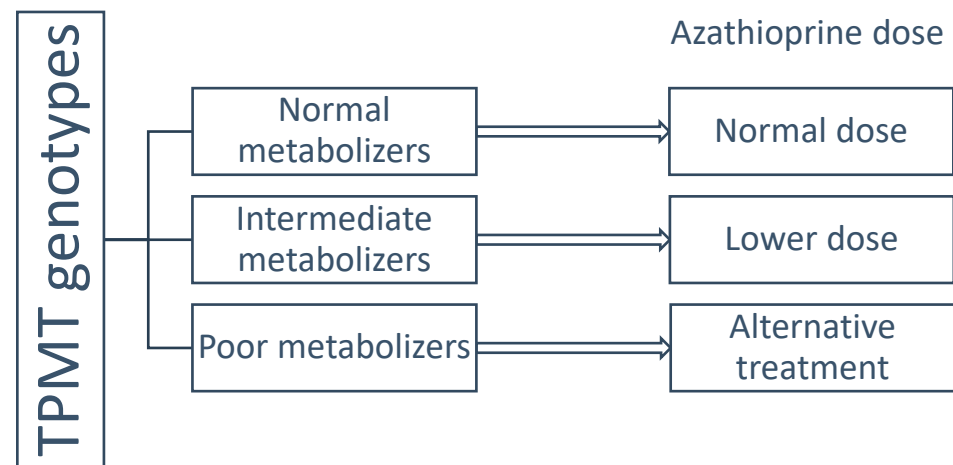 TPMT genotypes
Azathioprine dose
Normal
metabolizers
Normal dose
Intermediate
metabolizers
Lower dose
Poor metabolizers
Alternative
treatment